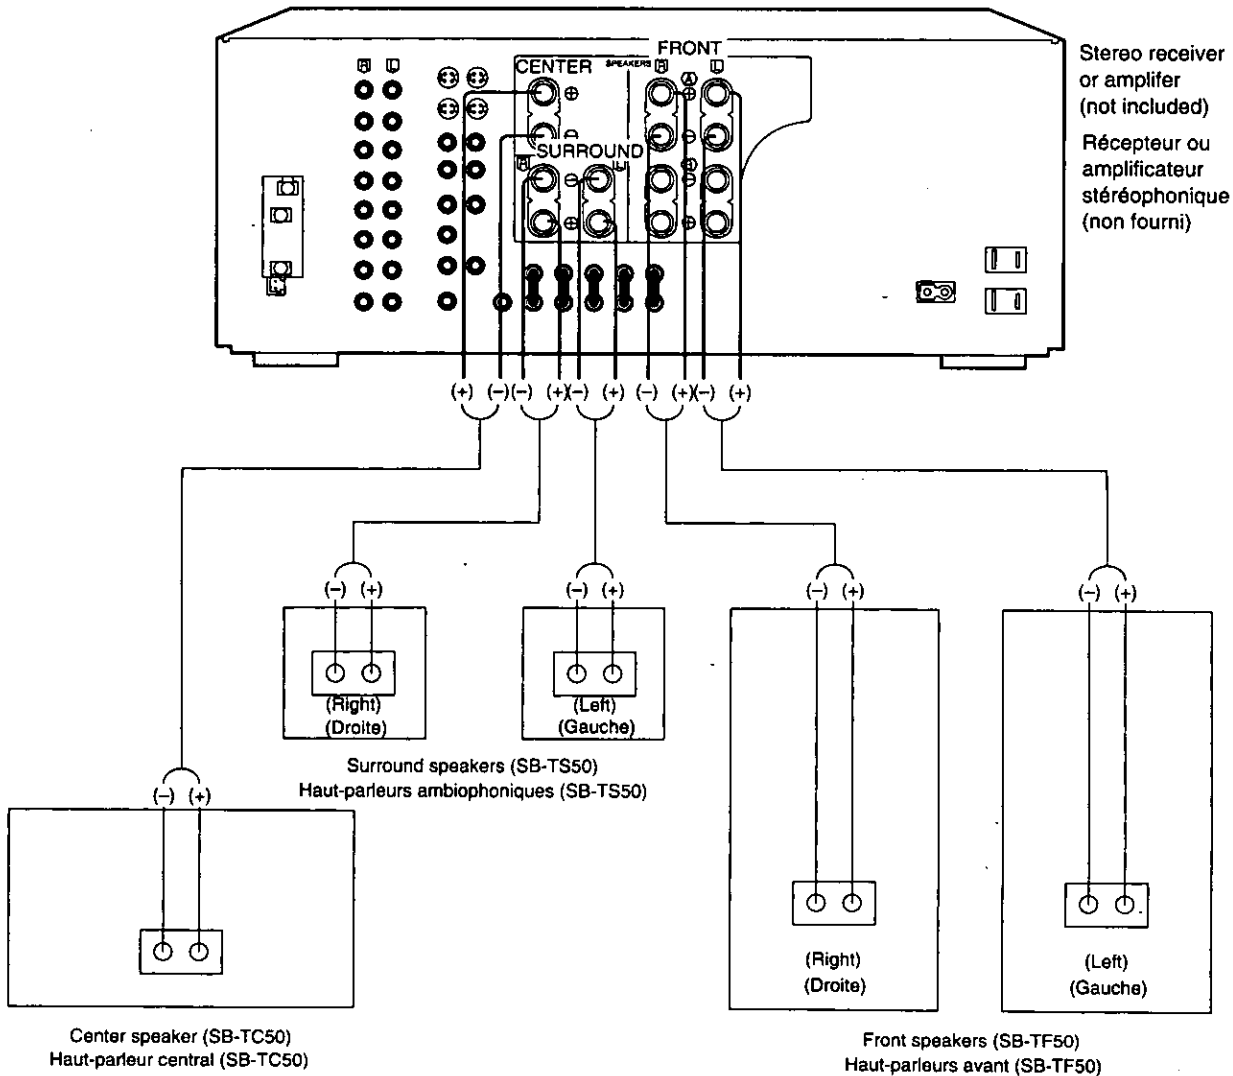 FRONT
CENTER
SPEAKERS
R L
R L
A
SURROUND
R L
Stereo receiver
or amplifer
(not included)
Récepteur ou
amplificateur
stéréophonique
(non fourni)
(+) (−) (−) (+) (−) (+) (−) (+) (−) (+)
(−) (+)
(−) (+)
(−) (+)
(−) (+)
(Right)
(Droite)
(Left)
(Gauche)
Surround speakers (SB-TS50)
Haut-parleurs ambiophoniques (SB-TS50)
(−) (+)
(Right)
(Droite)
(Left)
(Gauche)
Center speaker (SB-TC50)
Haut-parleur central (SB-TC50)
Front speakers (SB-TF50)
Haut-parleurs avant (SB-TF50)